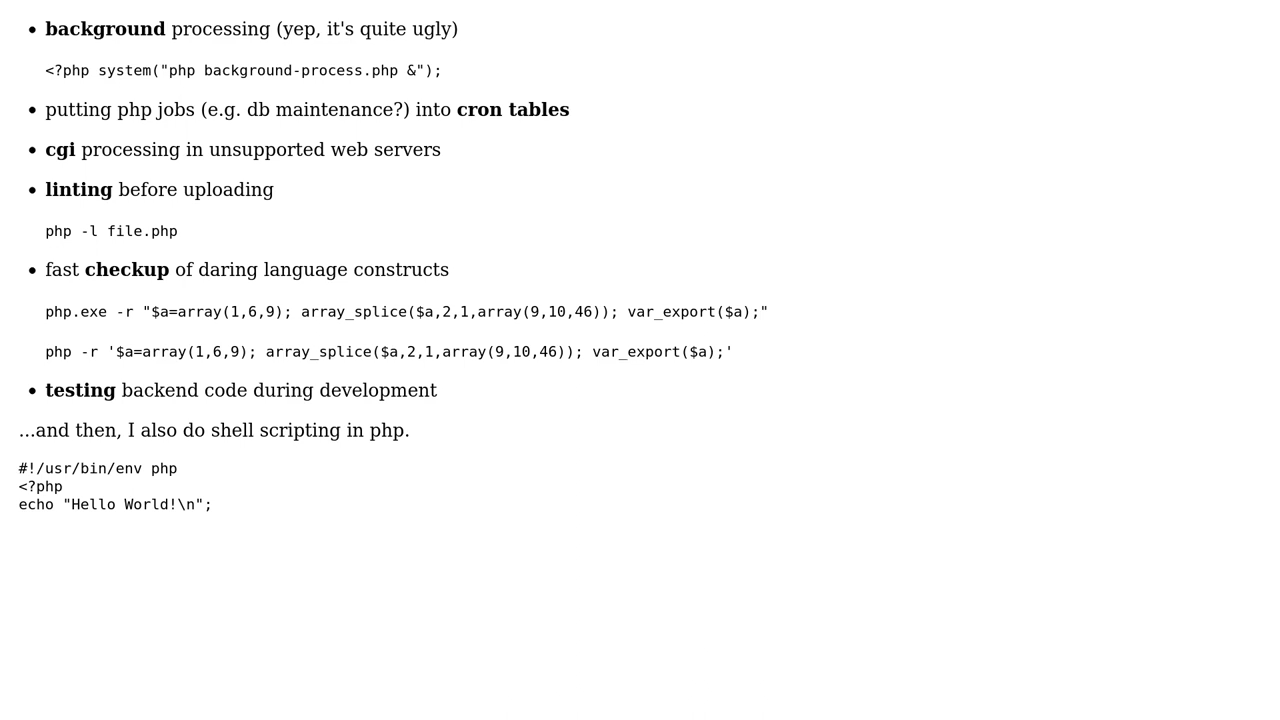 • background processing (yep, it's quite ugly)
<?php system("php background-process.php &");
• putting php jobs (e.g. db maintenance?) into cron tables
• cgi processing in unsupported web servers
• linting before uploading
php -l file.php
• fast checkup of daring language constructs
php.exe -r "$a=array(1,6,9); array_splice($a,2,1,array(9,10,46)); var_export($a);"
php -r '$a=array(1,6,9); array_splice($a,2,1,array(9,10,46)); var_export($a);'
• testing backend code during development
...and then, I also do shell scripting in php.
#!/usr/bin/env php
<?php
echo "Hello World!\n";